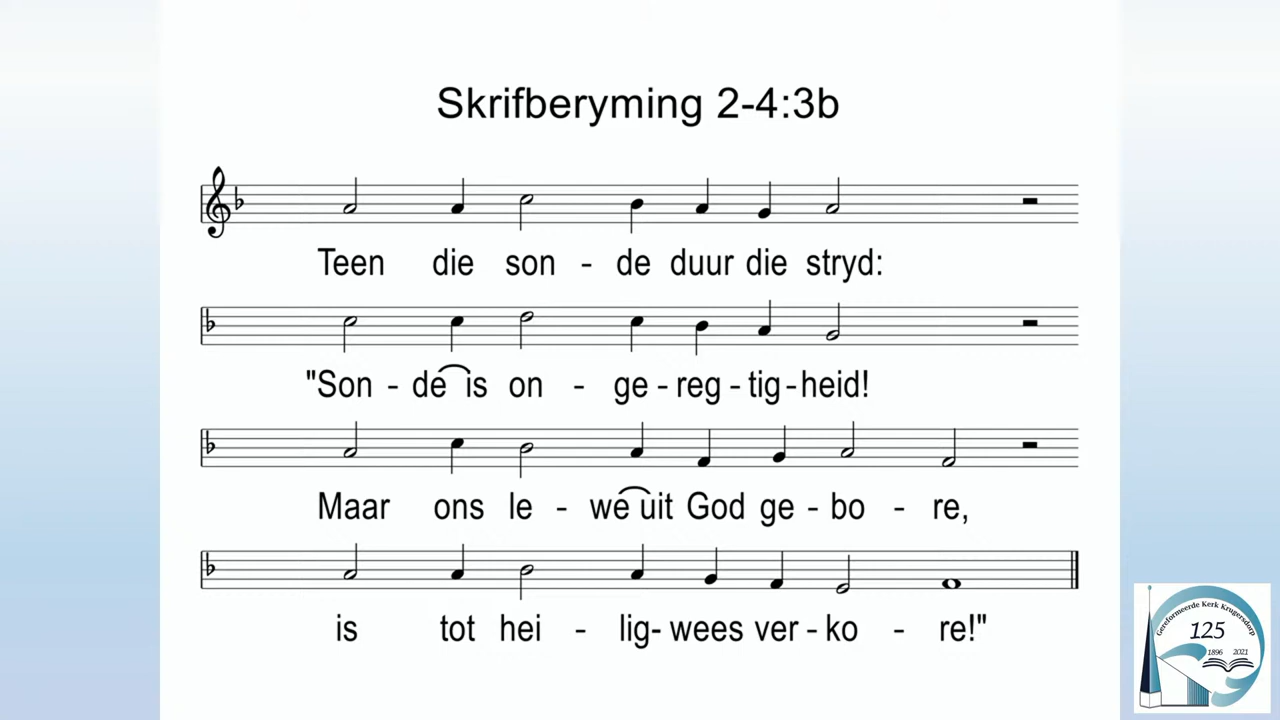 Skrifberyming 2-4:3b
Teen die son - de duur die stryd:
"Son - de is on - ge - reg - tig - heid!
Maar ons le - we uit God ge - bo - re,
is tot hei - lig - wees ver - ko - re!"
Gereformeerde Kerk Krugersdorp
125
1896 2021